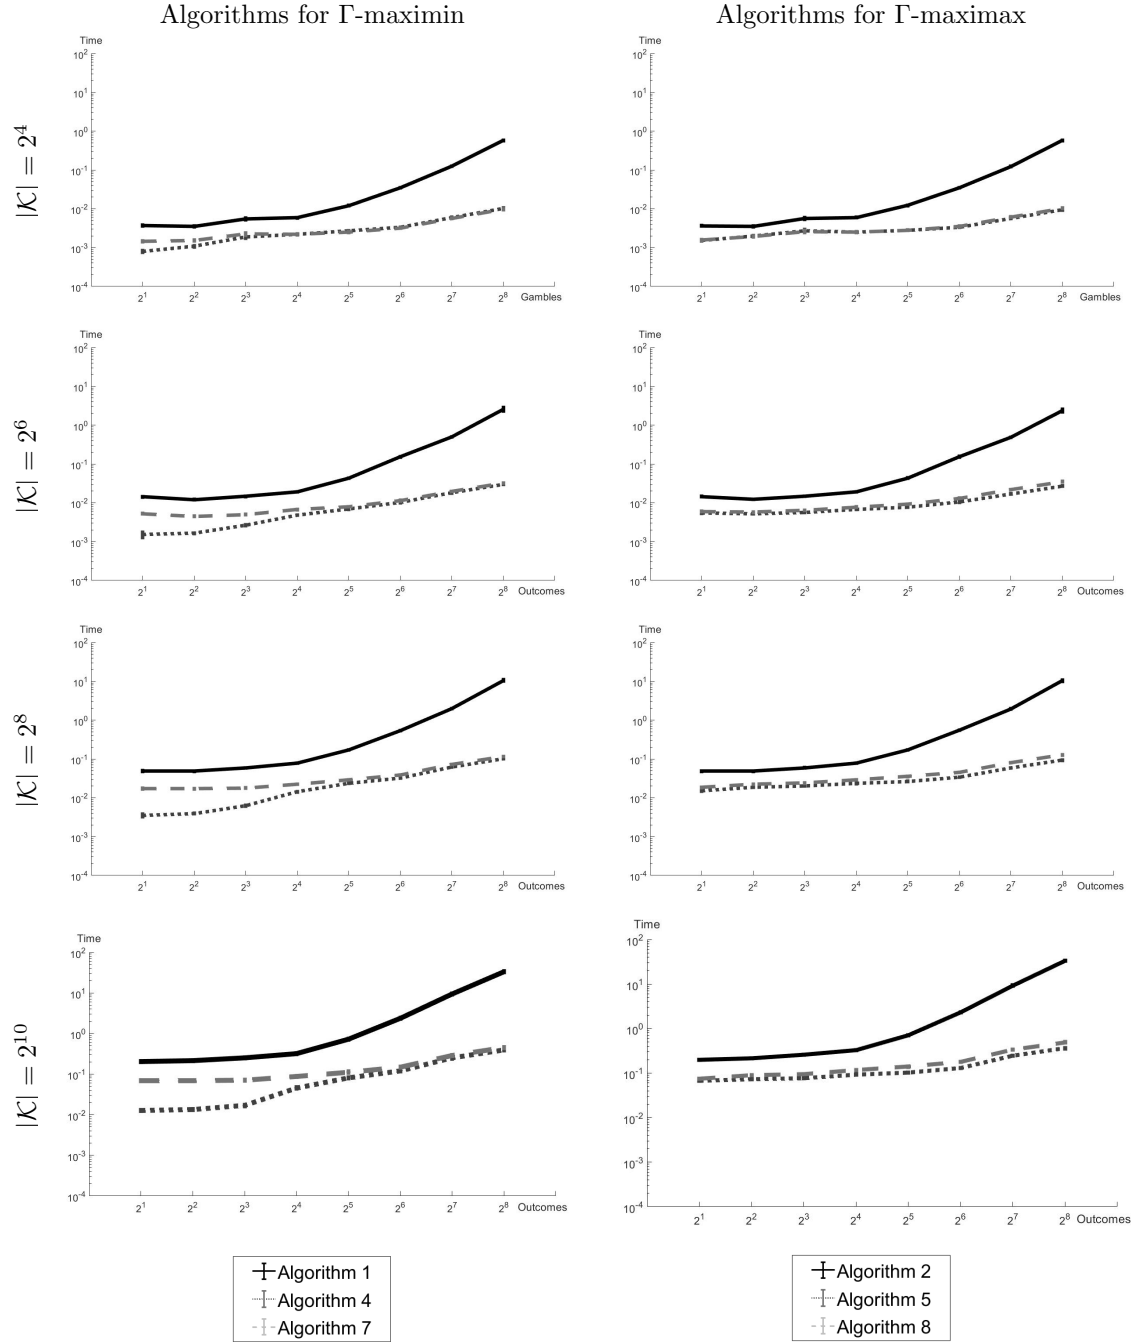 Algorithms for Γ-maximin
Algorithms for Γ-maximax
|𝒦| = 2^4
Time
10^2
10^1
10^0
10^-1
10^-2
10^-3
10^-4
2^1 2^2 2^3 2^4 2^5 2^6 2^7 2^8 Gambles
Time
10^2
10^1
10^0
10^-1
10^-2
10^-3
10^-4
2^1 2^2 2^3 2^4 2^5 2^6 2^7 2^8 Gambles
|𝒦| = 2^6
Time
10^2
10^1
10^0
10^-1
10^-2
10^-3
10^-4
2^1 2^2 2^3 2^4 2^5 2^6 2^7 2^8 Outcomes
Time
10^2
10^1
10^0
10^-1
10^-2
10^-3
10^-4
2^1 2^2 2^3 2^4 2^5 2^6 2^7 2^8 Outcomes
|𝒦| = 2^8
Time
10^2
10^1
10^0
10^-1
10^-2
10^-3
10^-4
2^1 2^2 2^3 2^4 2^5 2^6 2^7 2^8 Outcomes
Time
10^2
10^1
10^0
10^-1
10^-2
10^-3
10^-4
2^1 2^2 2^3 2^4 2^5 2^6 2^7 2^8 Outcomes
|𝒦| = 2^10
Time
10^2
10^1
10^0
10^-1
10^-2
10^-3
10^-4
2^1 2^2 2^3 2^4 2^5 2^6 2^7 2^8 Outcomes
Time
10^2
10^1
10^0
10^-1
10^-2
10^-3
10^-4
2^1 2^2 2^3 2^4 2^5 2^6 2^7 2^8 Outcomes
Algorithm 1
Algorithm 4
Algorithm 7
Algorithm 2
Algorithm 5
Algorithm 8